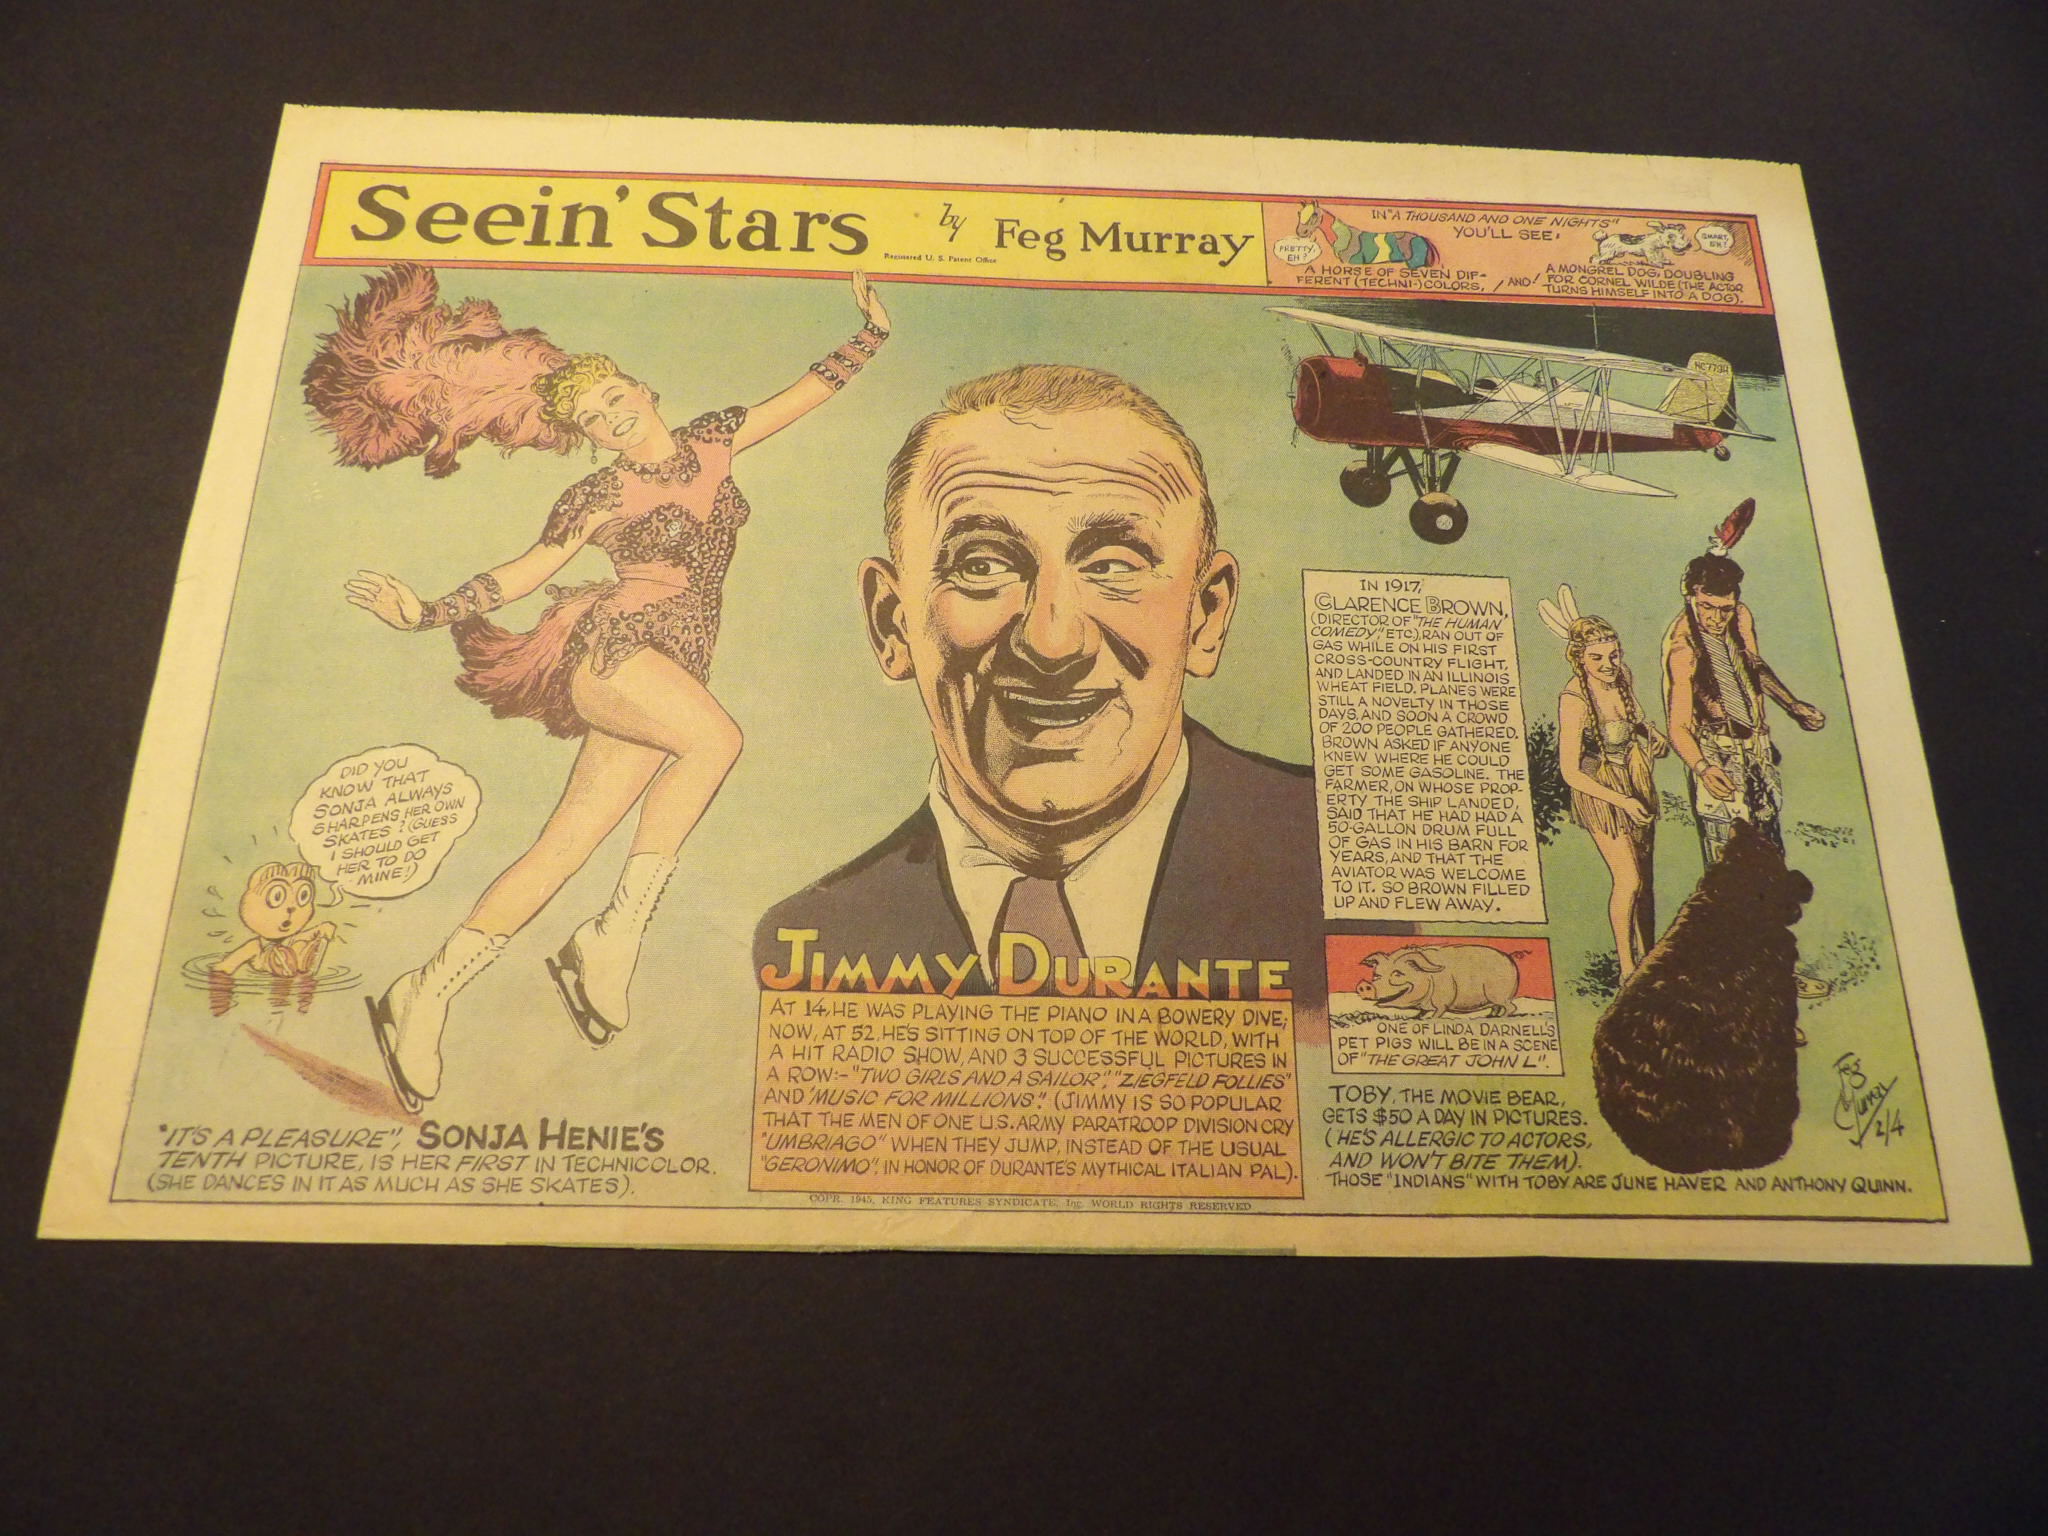 Seein' Stars by Feg Murray
Registered U. S. Patent Office
IN "A THOUSAND AND ONE NIGHTS"
YOU'LL SEE:
PRETTY,
EH?
A HORSE OF SEVEN DIF-
FERENT (TECHNI-)COLORS,
AND!
SMART,
EH?
A MONGREL DOG, DOUBLING
FOR CORNEL WILDE (THE ACTOR
TURNS HIMSELF INTO A DOG).
DID YOU
KNOW THAT
SONJA ALWAYS
SHARPENS HER OWN
SKATES? (GUESS
I SHOULD GET
HER TO DO
MINE!)
"IT'S A PLEASURE", SONJA HENIE'S
TENTH PICTURE, IS HER FIRST IN TECHNICOLOR.
(SHE DANCES IN IT AS MUCH AS SHE SKATES).
JIMMY DURANTE
AT 14, HE WAS PLAYING THE PIANO IN A BOWERY DIVE;
NOW, AT 52, HE'S SITTING ON TOP OF THE WORLD, WITH
A HIT RADIO SHOW, AND 3 SUCCESSFUL PICTURES IN
A ROW:- "TWO GIRLS AND A SAILOR", "ZIEGFELD FOLLIES"
AND "MUSIC FOR MILLIONS". (JIMMY IS SO POPULAR
THAT THE MEN OF ONE U.S. ARMY PARATROOP DIVISION CRY
"UMBRIAGO" WHEN THEY JUMP, INSTEAD OF THE USUAL
"GERONIMO", IN HONOR OF DURANTE'S MYTHICAL ITALIAN PAL).
COPR. 1945, KING FEATURES SYNDICATE, Inc. WORLD RIGHTS RESERVED
IN 1917,
CLARENCE BROWN,
(DIRECTOR OF "THE HUMAN
COMEDY", ETC), RAN OUT OF
GAS WHILE ON HIS FIRST
CROSS-COUNTRY FLIGHT,
AND LANDED IN AN ILLINOIS
WHEAT FIELD. PLANES WERE
STILL A NOVELTY IN THOSE
DAYS, AND SOON A CROWD
OF 200 PEOPLE GATHERED.
BROWN ASKED IF ANYONE
KNEW WHERE HE COULD
GET SOME GASOLINE. THE
FARMER, ON WHOSE PROP-
ERTY THE SHIP LANDED,
SAID THAT HE HAD HAD A
50-GALLON DRUM FULL
OF GAS IN HIS BARN FOR
YEARS, AND THAT THE
AVIATOR WAS WELCOME
TO IT. SO BROWN FILLED
UP AND FLEW AWAY.
ONE OF LINDA DARNELL'S
PET PIGS WILL BE IN A SCENE
OF "THE GREAT JOHN L".
TOBY, THE MOVIE BEAR,
GETS $50 A DAY IN PICTURES.
(HE'S ALLERGIC TO ACTORS,
AND WON'T BITE THEM).
THOSE "INDIANS" WITH TOBY ARE JUNE HAVER AND ANTHONY QUINN.
Feg
Murray
2/4